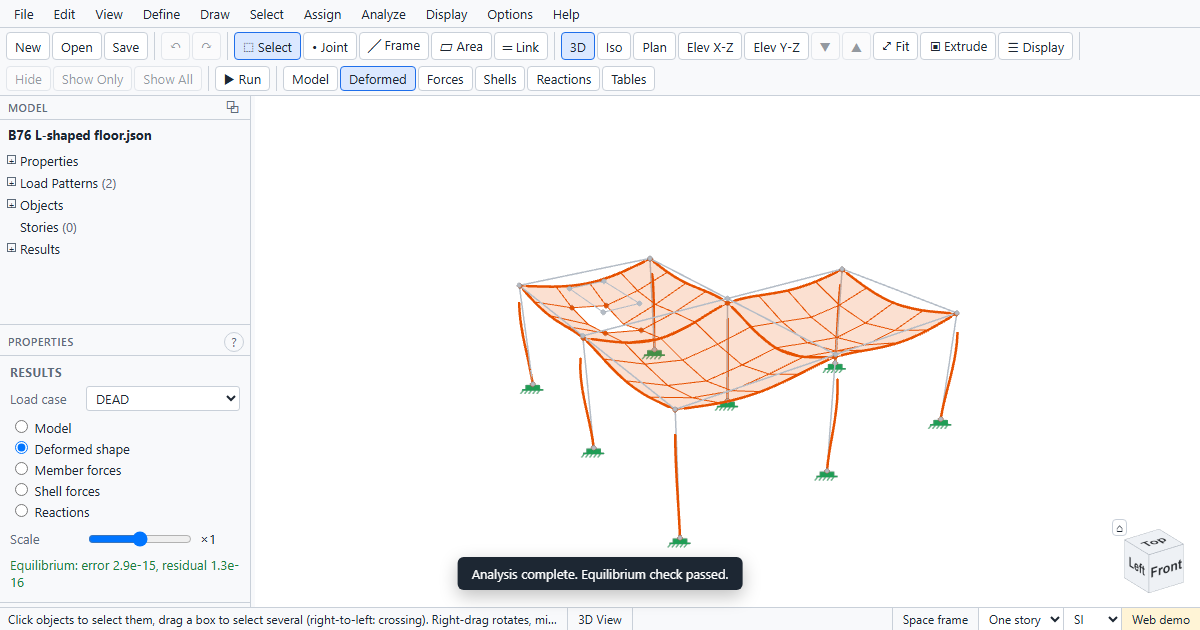 File Edit View Define Draw Select Assign Analyze Display Options Help
New Open Save Select Joint Frame Area Link 3D Iso Plan Elev X-Z Elev Y-Z Fit Extrude Display
Hide Show Only Show All Run Model Deformed Forces Shells Reactions Tables
MODEL
B76 L-shaped floor.json
Properties
Load Patterns (2)
Objects
Stories (0)
Results
PROPERTIES ?
RESULTS
Load case DEAD
Model
Deformed shape
Member forces
Shell forces
Reactions
Scale ×1
Equilibrium: error 2.9e-15, residual 1.3e-
16
Analysis complete. Equilibrium check passed.
Top
Left Front
Click objects to select them, drag a box to select several (right-to-left: crossing). Right-drag rotates, mi... 3D View Space frame One story SI Web demo